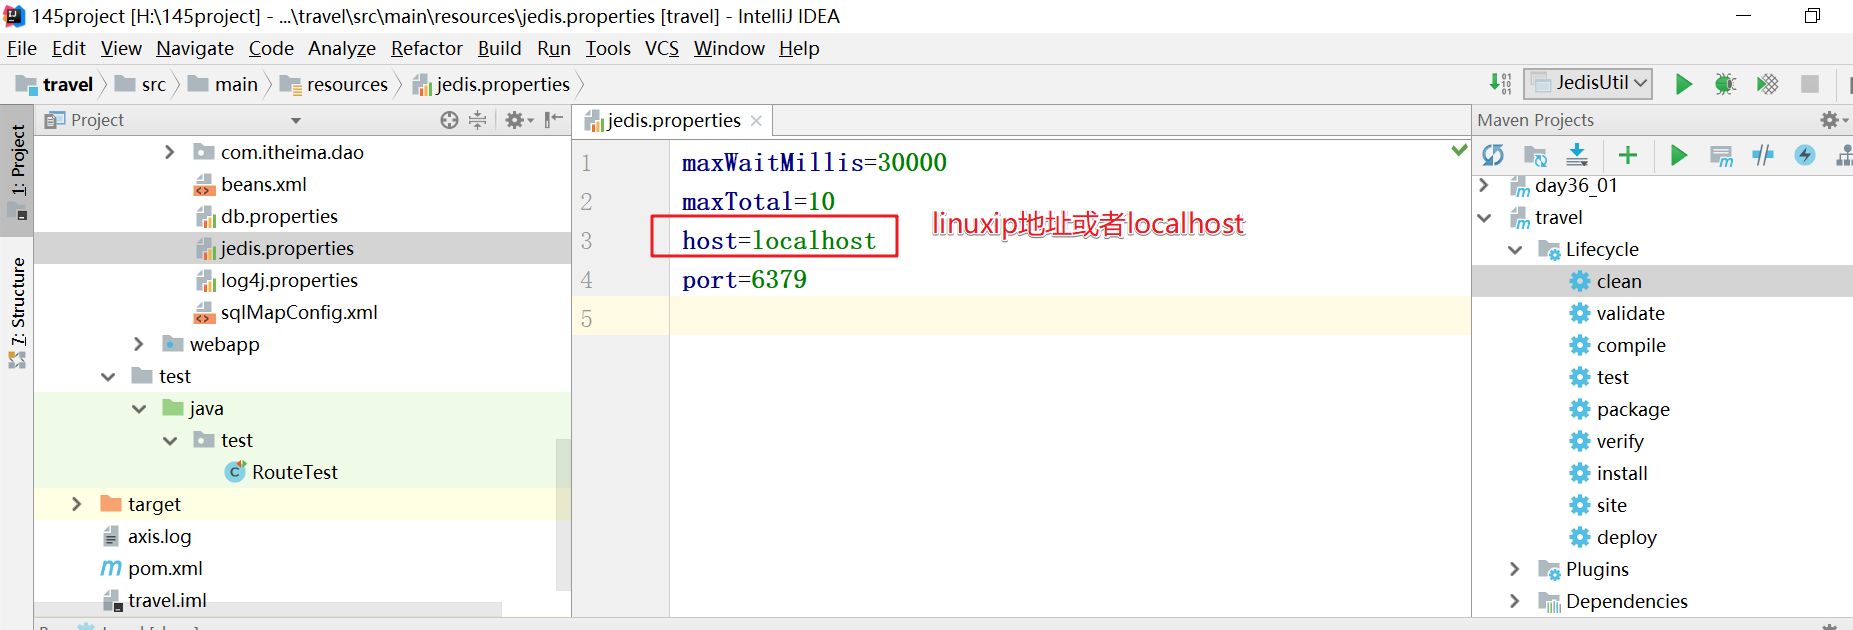 145project [H:\145project] - ...\travel\src\main\resources\jedis.properties [travel] - IntelliJ IDEA
File Edit View Navigate Code Analyze Refactor Build Run Tools VCS Window Help
travel src main resources jedis.properties
JedisUtil
1: Project
7: Structure
Project
com.itheima.dao
beans.xml
db.properties
jedis.properties
log4j.properties
sqlMapConfig.xml
webapp
test
java
test
RouteTest
target
axis.log
pom.xml
travel.iml
jedis.properties
1 maxWaitMillis=30000
2 maxTotal=10
3 host=localhost
linuxip地址或者localhost
4 port=6379
5
Maven Projects
day36_01
travel
Lifecycle
clean
validate
compile
test
package
verify
install
site
deploy
Plugins
Dependencies